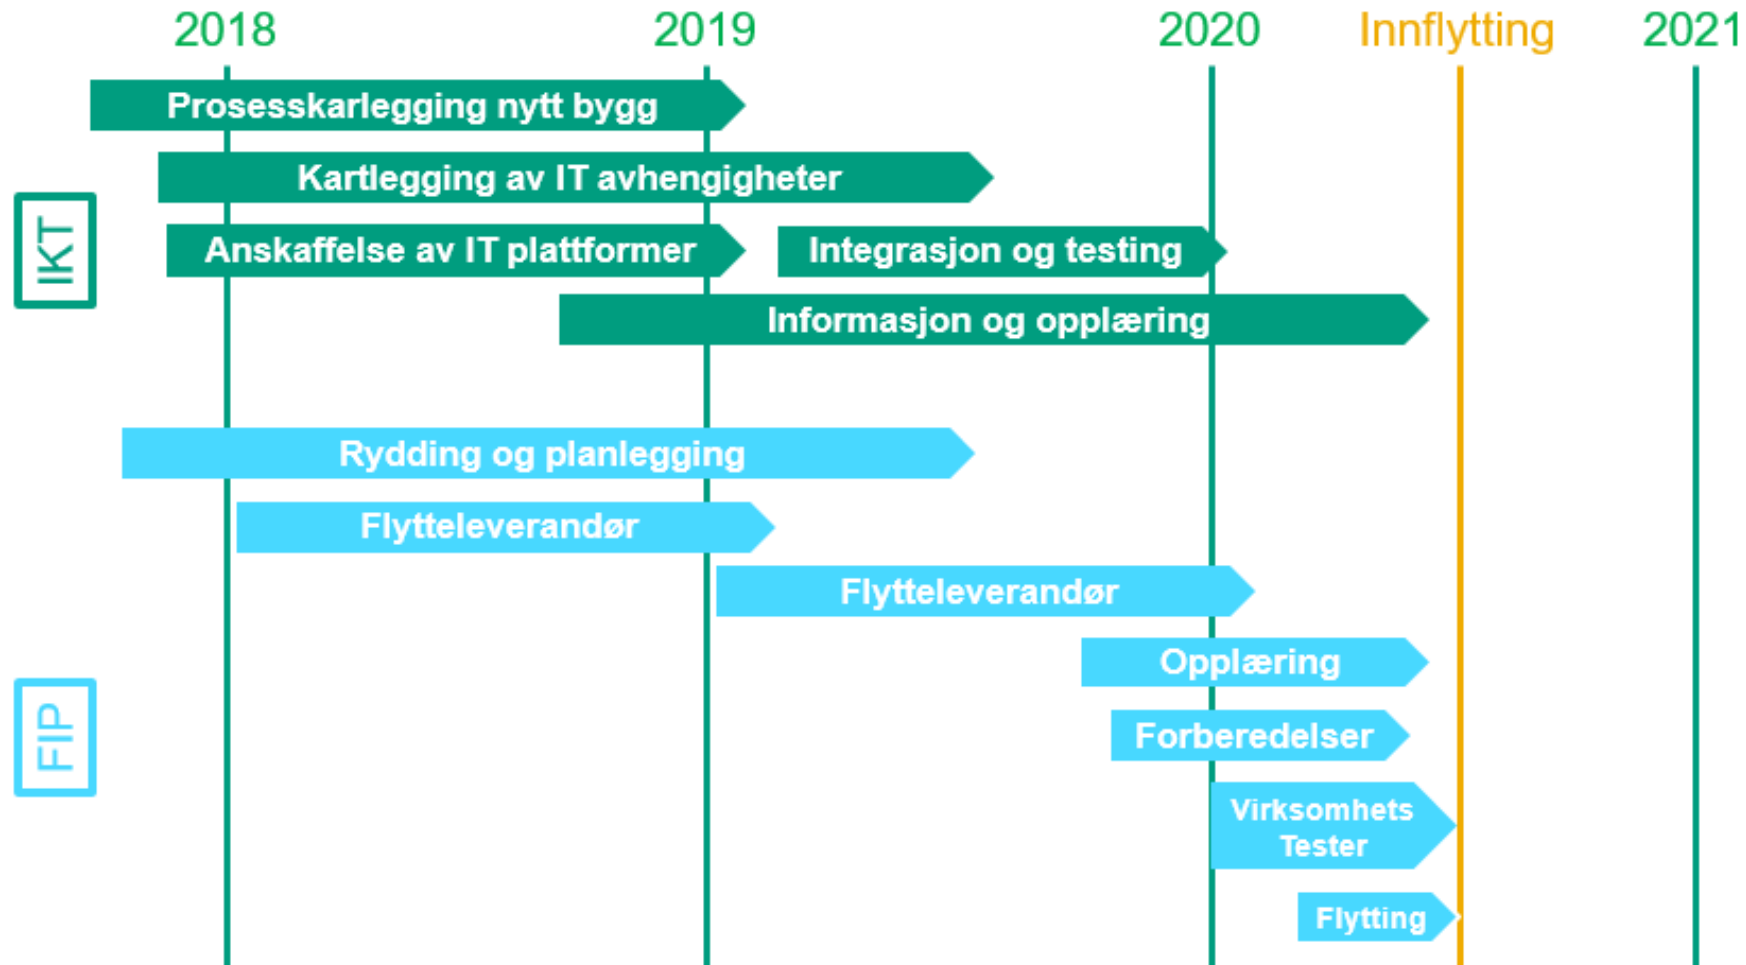 2018 2019 2020 Innflytting 2021
Prosesskarlegging nytt bygg
Kartlegging av IT avhengigheter
IKT
Anskaffelse av IT plattformer
Integrasjon og testing
Informasjon og opplæring
Rydding og planlegging
Flytteleverandør
Flytteleverandør
Opplæring
FIP
Forberedelser
Virksomhets
Tester
Flytting